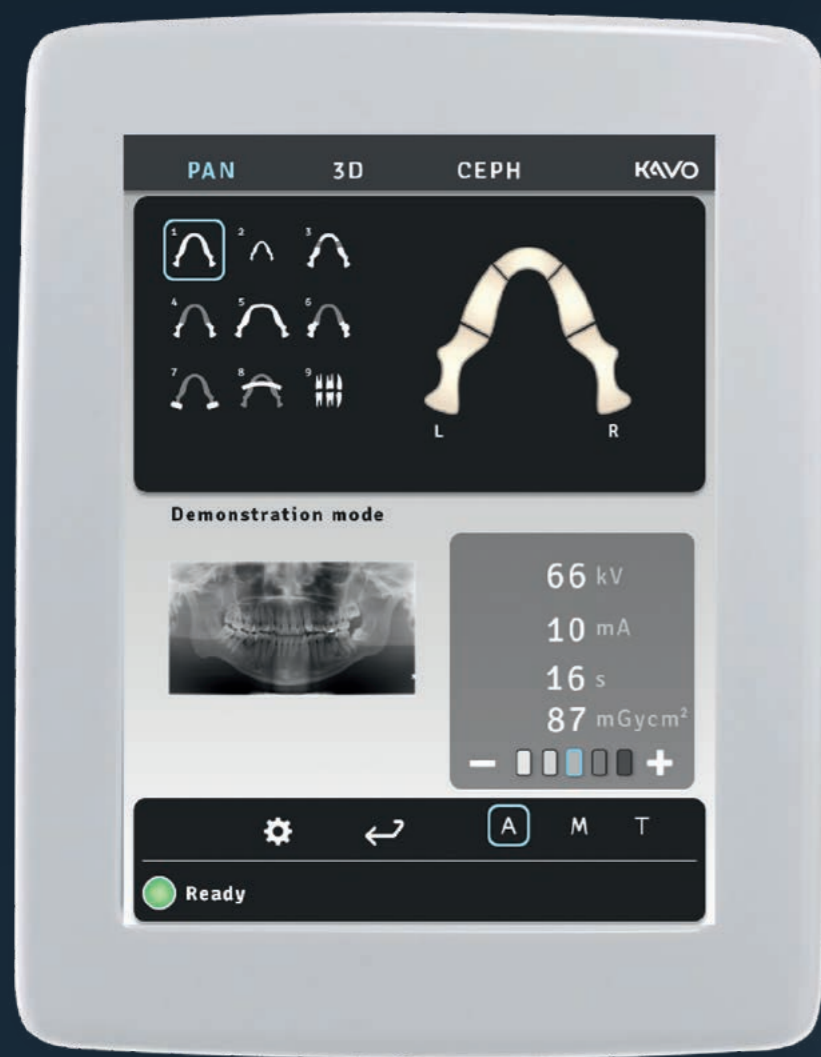 PAN 3D CEPH KAVO
1 2 3
4 5 6
7 8 9
L R
Demonstration mode
66 kV
10 mA
16 s
87 mGycm²
− +
A M T
Ready